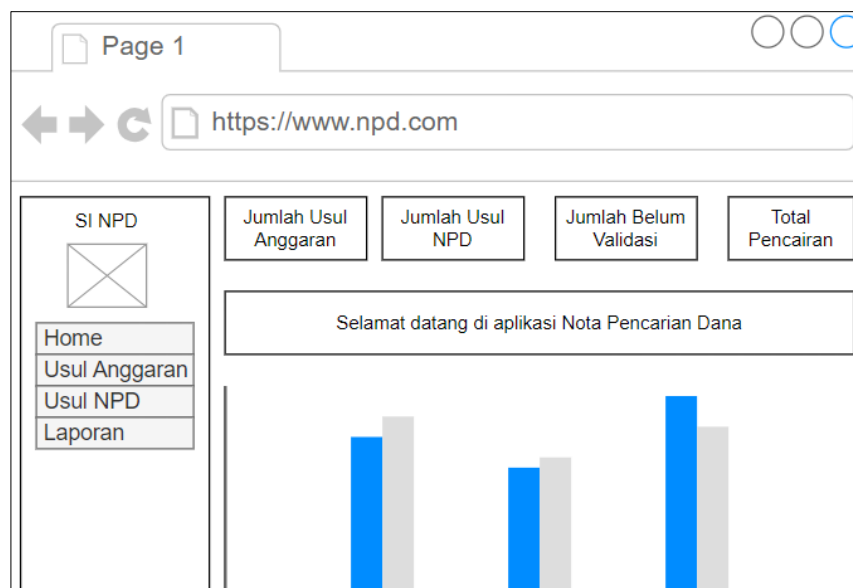 Page 1
https://www.npd.com
SI NPD
Home
Usul Anggaran
Usul NPD
Laporan
Jumlah Usul
Anggaran
Jumlah Usul
NPD
Jumlah Belum
Validasi
Total
Pencairan
Selamat datang di aplikasi Nota Pencarian Dana